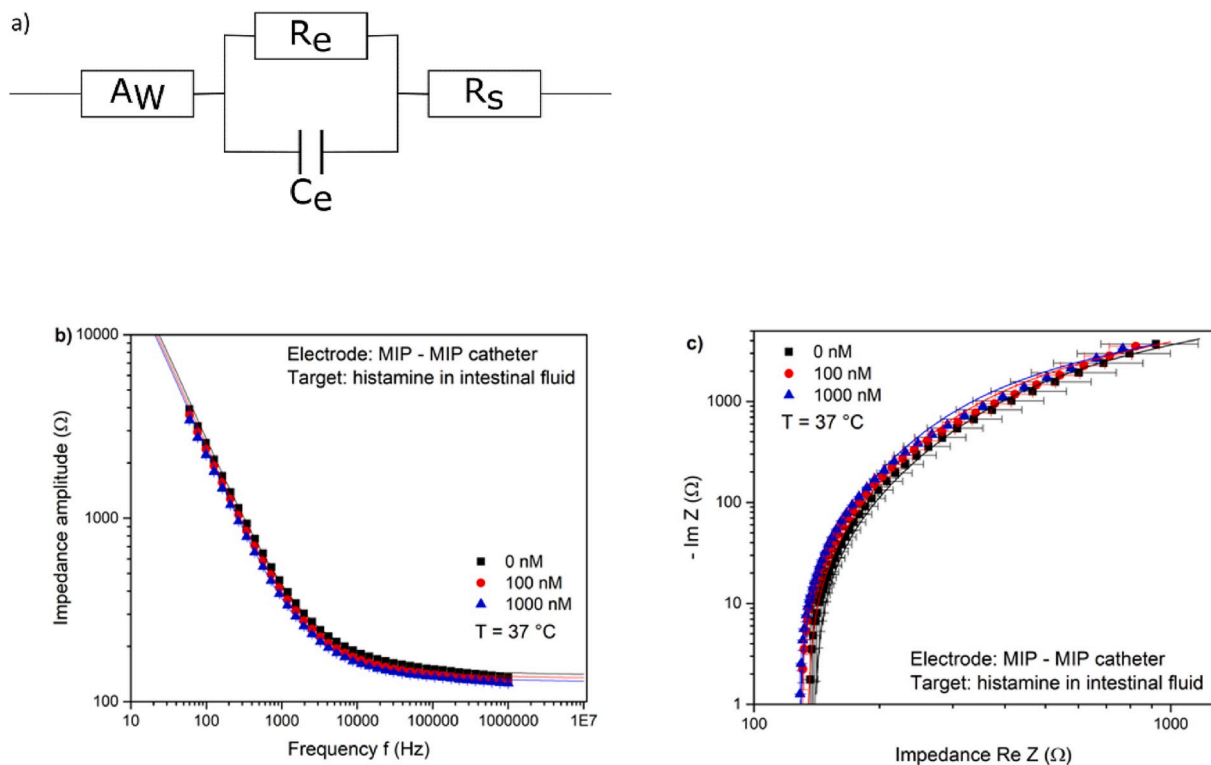 a)
Re
AW
Rs
Ce
b)
10000
1000
100
Impedance amplitude (Ω)
Electrode: MIP - MIP catheter
Target: histamine in intestinal fluid
0 nM
100 nM
1000 nM
T = 37 °C
10 100 1000 10000 100000 1000000 1E7
Frequency f (Hz)
c)
1000
100
10
1
- Im Z (Ω)
0 nM
100 nM
1000 nM
T = 37 °C
Electrode: MIP - MIP catheter
Target: histamine in intestinal fluid
100 1000
Impedance Re Z (Ω)